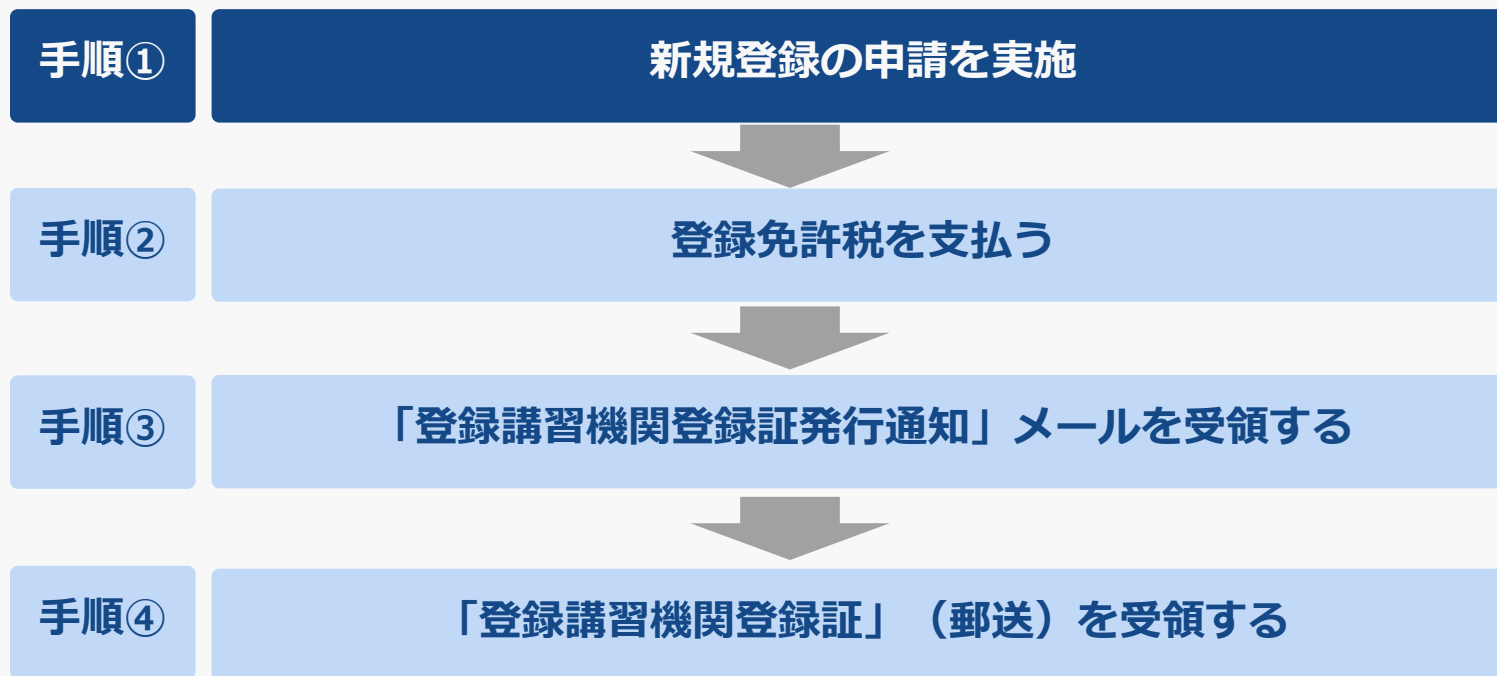 手順①
新規登録の申請を実施
手順②
登録免許税を支払う
手順③
「登録講習機関登録証発行通知」メールを受領する
手順④
「登録講習機関登録証」（郵送）を受領する